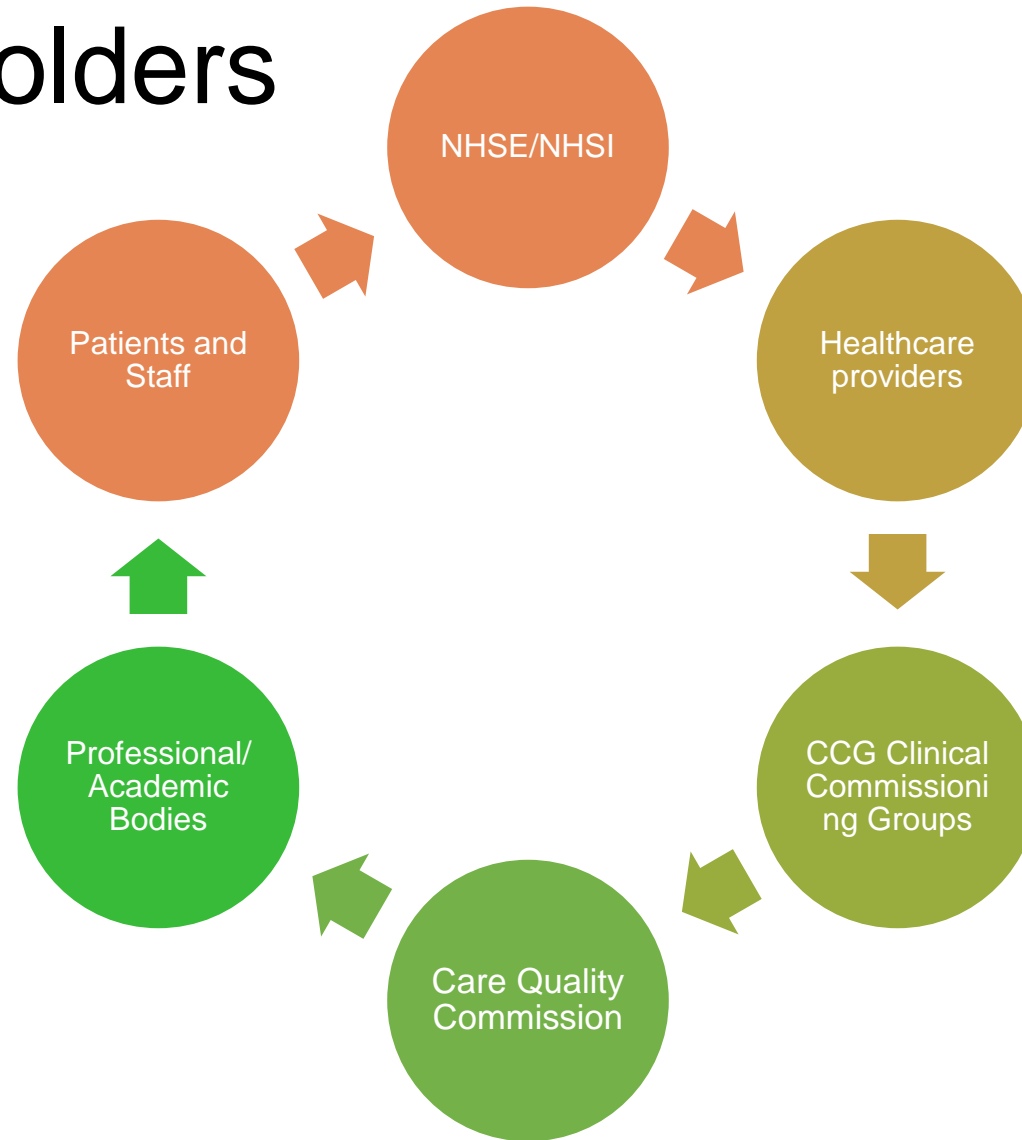 olders
NHSE/NHSI
Healthcare
providers
CCG Clinical
Commissioni
ng Groups
Care Quality
Commission
Professional/
Academic
Bodies
Patients and
Staff